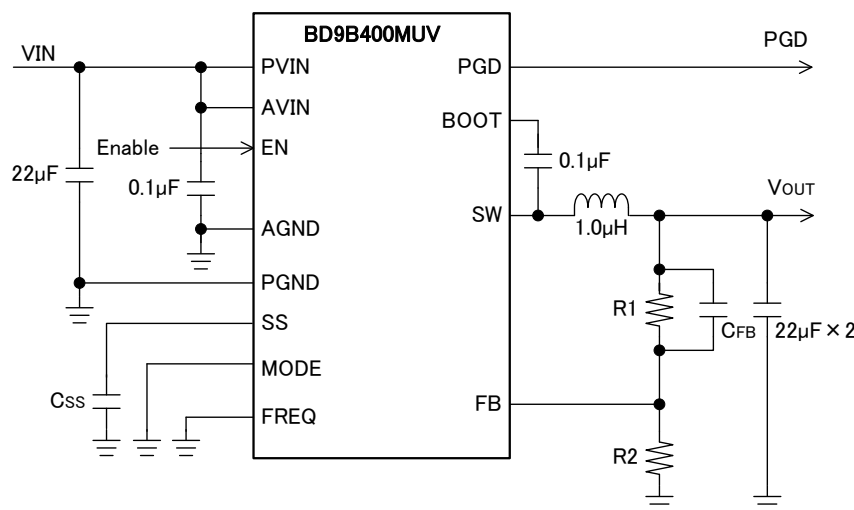 BD9B400MUV
VIN
PGD
PVIN
PGD
AVIN
BOOT
Enable
EN
22μF
0.1μF
0.1μF
SW
VOUT
AGND
1.0μH
PGND
SS
R1
CFB
22μF × 2
MODE
CSS
FREQ
FB
R2